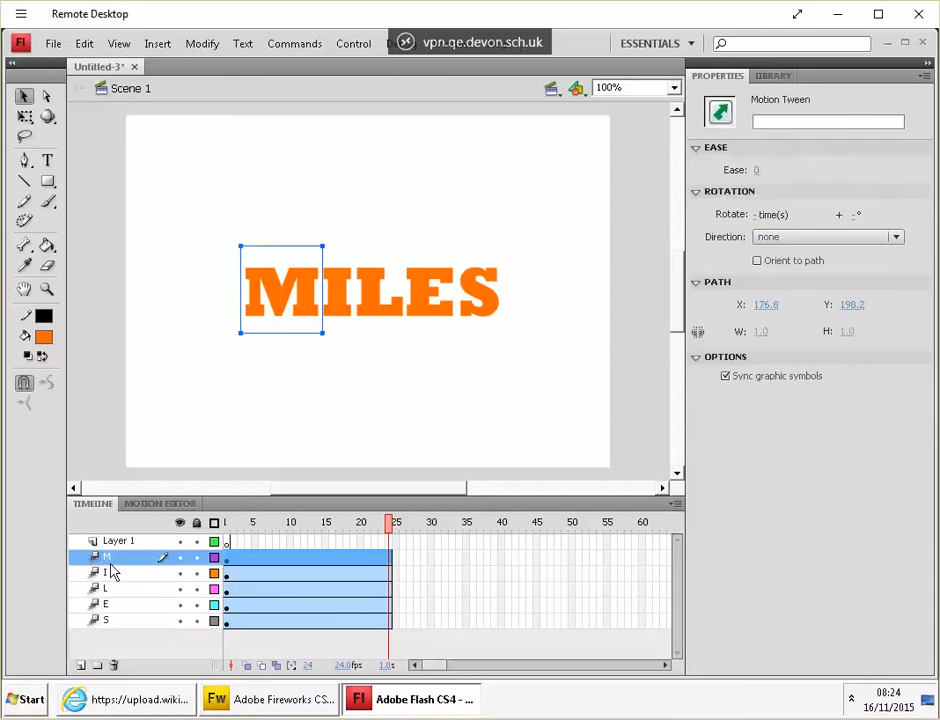 Remote Desktop
Fl File Edit View Insert Modify Text Commands Control vpn.qe.devon.sch.uk ESSENTIALS
Untitled-3*
Scene 1
100%
PROPERTIES LIBRARY
Motion Tween
EASE
Ease: 0
ROTATION
Rotate: - time(s) + - °
Direction: none
Orient to path
PATH
X: 176.8 Y: 198.2
W: 1.0 H: 1.0
OPTIONS
Sync graphic symbols
MILES
TIMELINE MOTION EDITOR
1 5 10 15 20 25 30 35 40 45 50 55 60
Layer 1
M
I
L
E
S
24 24.0fps 1.0s
Start https://upload.wiki... Fw Adobe Fireworks CS... Fl Adobe Flash CS4 - ...
08:24
16/11/2015